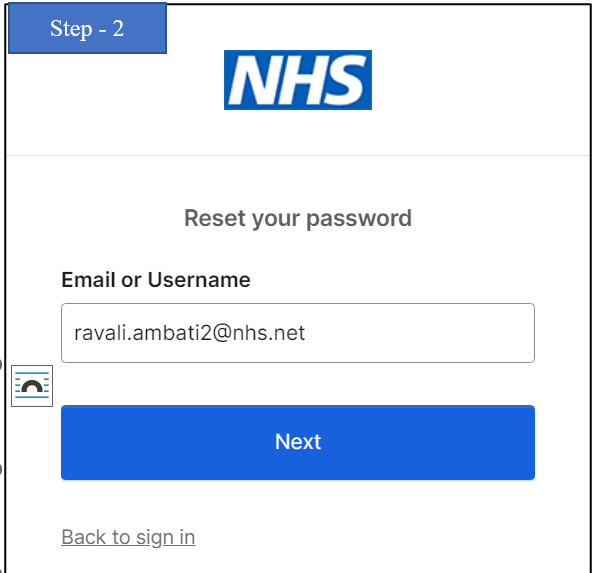 Step - 2
NHS
Reset your password
Email or Username
ravali.ambati2@nhs.net
Next
Back to sign in